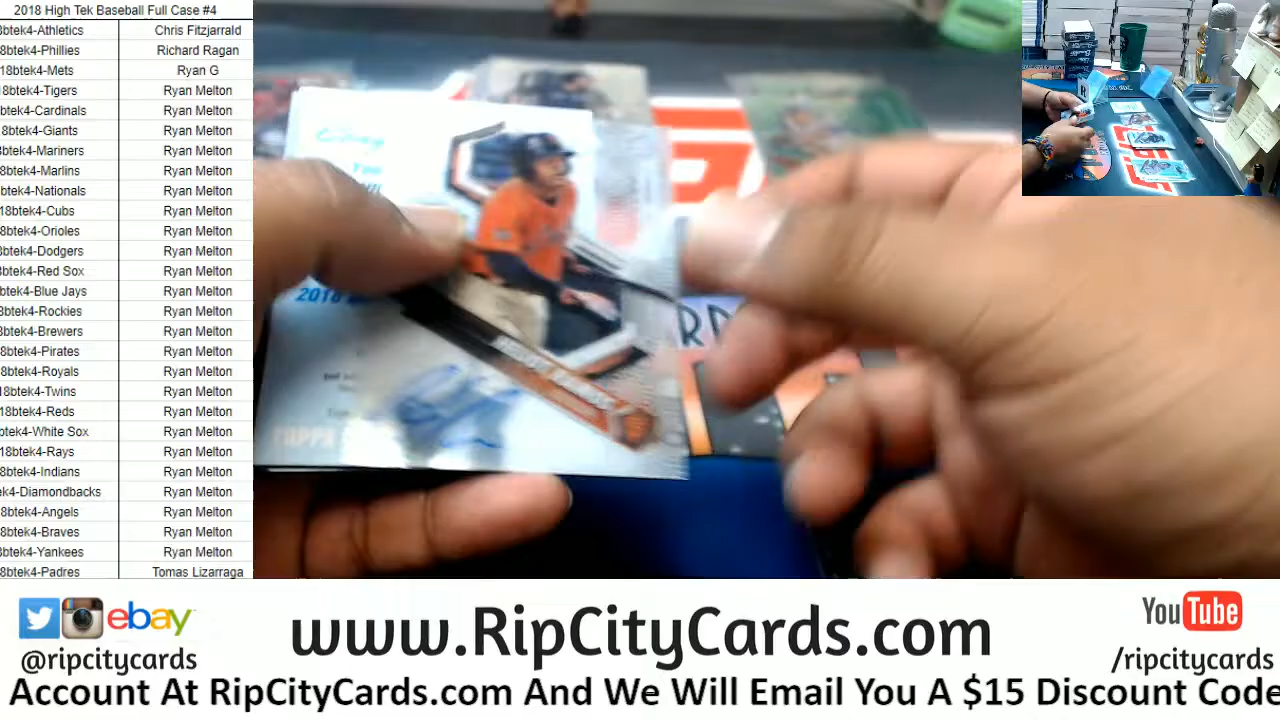 2018 High Tek Baseball Full Case #4
8btek4-Athletics Chris Fitzjarrald
8btek4-Phillies Richard Ragan
18btek4-Mets Ryan G
8btek4-Tigers Ryan Melton
btek4-Cardinals Ryan Melton
8btek4-Giants Ryan Melton
8btek4-Mariners Ryan Melton
8btek4-Marlins Ryan Melton
btek4-Nationals Ryan Melton
18btek4-Cubs Ryan Melton
8btek4-Orioles Ryan Melton
8btek4-Dodgers Ryan Melton
8btek4-Red Sox Ryan Melton
btek4-Blue Jays Ryan Melton
8btek4-Rockies Ryan Melton
8btek4-Brewers Ryan Melton
8btek4-Pirates Ryan Melton
8btek4-Royals Ryan Melton
18btek4-Twins Ryan Melton
18btek4-Reds Ryan Melton
btek4-White Sox Ryan Melton
18btek4-Rays Ryan Melton
8btek4-Indians Ryan Melton
ek4-Diamondbacks Ryan Melton
8btek4-Angels Ryan Melton
8btek4-Braves Ryan Melton
8btek4-Yankees Ryan Melton
8btek4-Padres Tomas Lizarraga
ebay
@ripcitycards
www.RipCityCards.com
YouTube
/ripcitycards
Account At RipCityCards.com And We Will Email You A $15 Discount Code